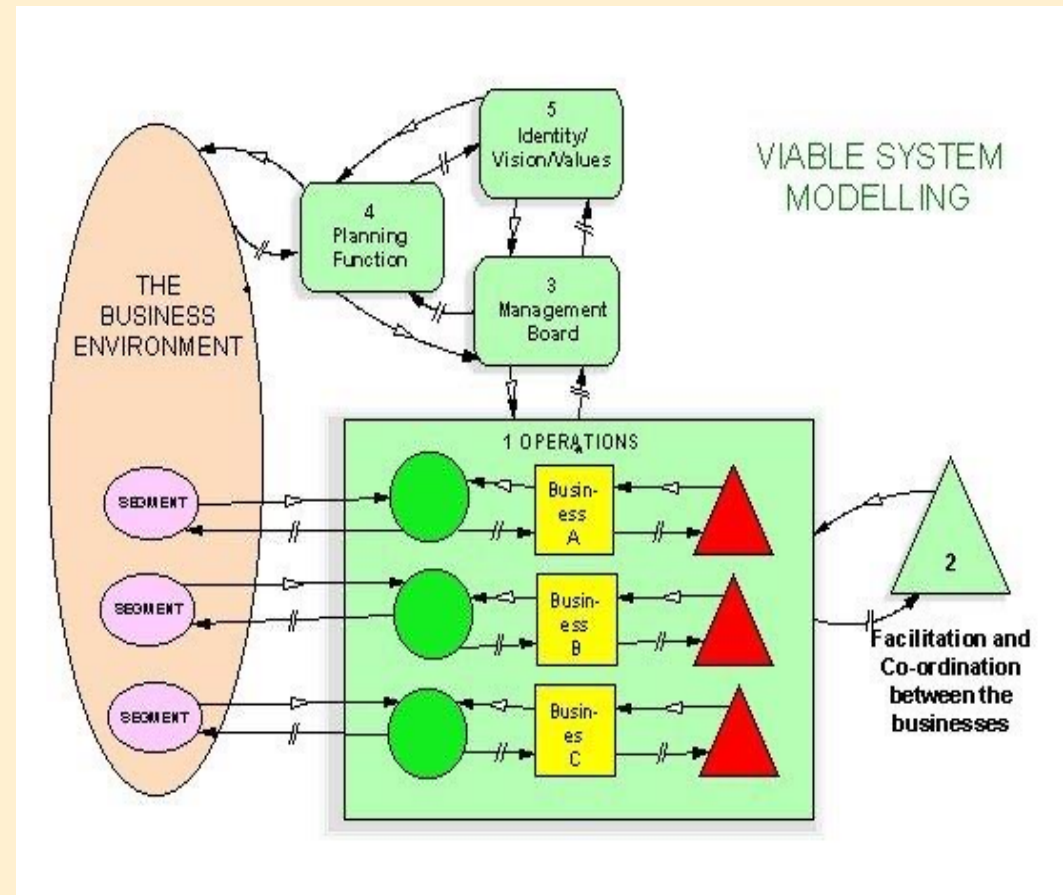 VIABLE SYSTEM
MODELLING
5
Identity/
Vision/Values
4
Planning
Function
3
Management
Board
THE
BUSINESS
ENVIRONMENT
1 OPERATIONS
SEGMENT
Busin-
ess
A
SEGMENT
Busin-
ess
B
SEGMENT
Busin-
es
C
2
Facilitation and
Co-ordination
between the
businesses